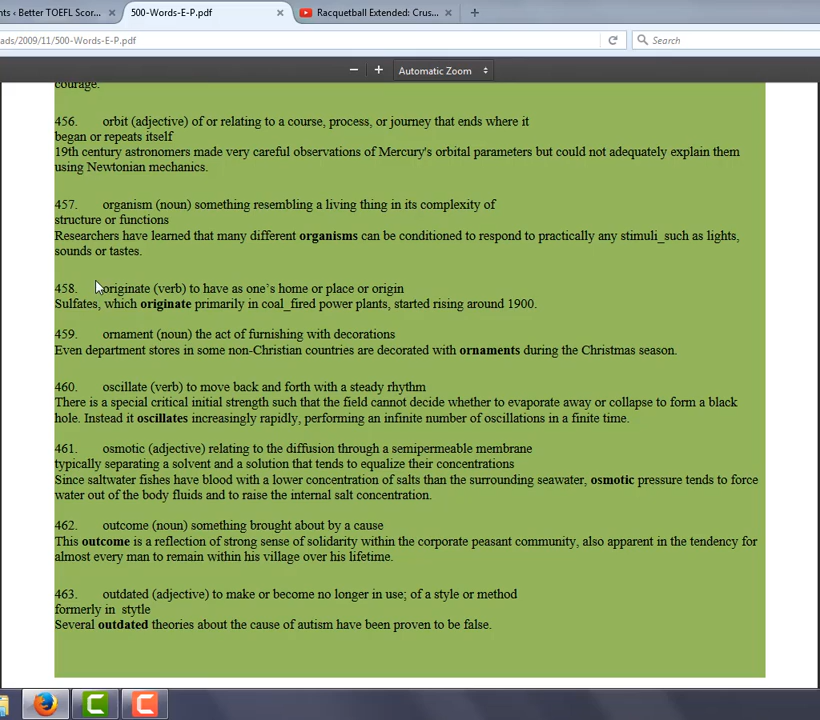 nts ‹ Better TOEFL Scor...
500-Words-E-P.pdf
Racquetball Extended: Crus...
ads/2009/11/500-Words-E-P.pdf
Search
Automatic Zoom
courage.
456. orbit (adjective) of or relating to a course, process, or journey that ends where it
began or repeats itself
19th century astronomers made very careful observations of Mercury's orbital parameters but could not adequately explain them
using Newtonian mechanics.
457. organism (noun) something resembling a living thing in its complexity of
structure or functions
Researchers have learned that many different organisms can be conditioned to respond to practically any stimuli_such as lights,
sounds or tastes.
458. originate (verb) to have as one’s home or place or origin
Sulfates, which originate primarily in coal_fired power plants, started rising around 1900.
459. ornament (noun) the act of furnishing with decorations
Even department stores in some non-Christian countries are decorated with ornaments during the Christmas season.
460. oscillate (verb) to move back and forth with a steady rhythm
There is a special critical initial strength such that the field cannot decide whether to evaporate away or collapse to form a black
hole. Instead it oscillates increasingly rapidly, performing an infinite number of oscillations in a finite time.
461. osmotic (adjective) relating to the diffusion through a semipermeable membrane
typically separating a solvent and a solution that tends to equalize their concentrations
Since saltwater fishes have blood with a lower concentration of salts than the surrounding seawater, osmotic pressure tends to force
water out of the body fluids and to raise the internal salt concentration.
462. outcome (noun) something brought about by a cause
This outcome is a reflection of strong sense of solidarity within the corporate peasant community, also apparent in the tendency for
almost every man to remain within his village over his lifetime.
463. outdated (adjective) to make or become no longer in use; of a style or method
formerly in stytle
Several outdated theories about the cause of autism have been proven to be false.